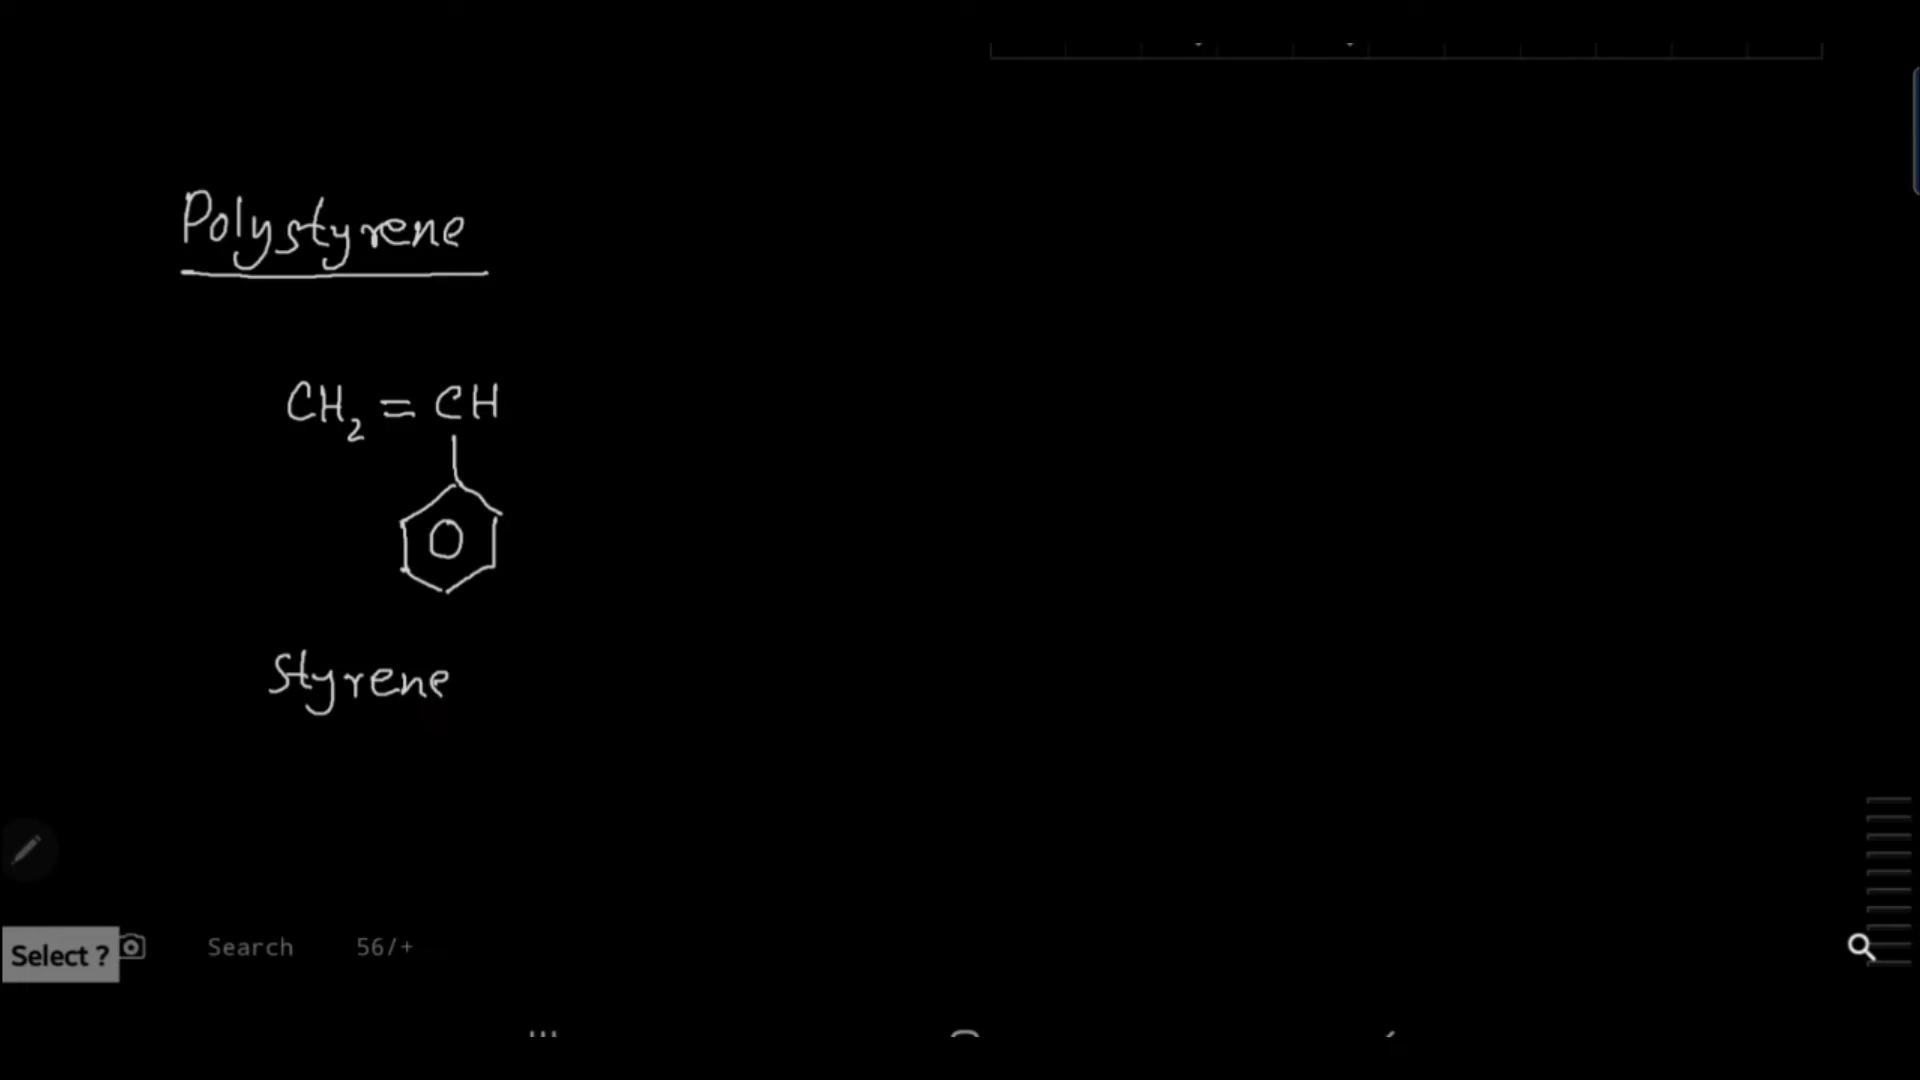 Polystyrene
CH₂ = CH
Styrene
Select ?
Search 56/+